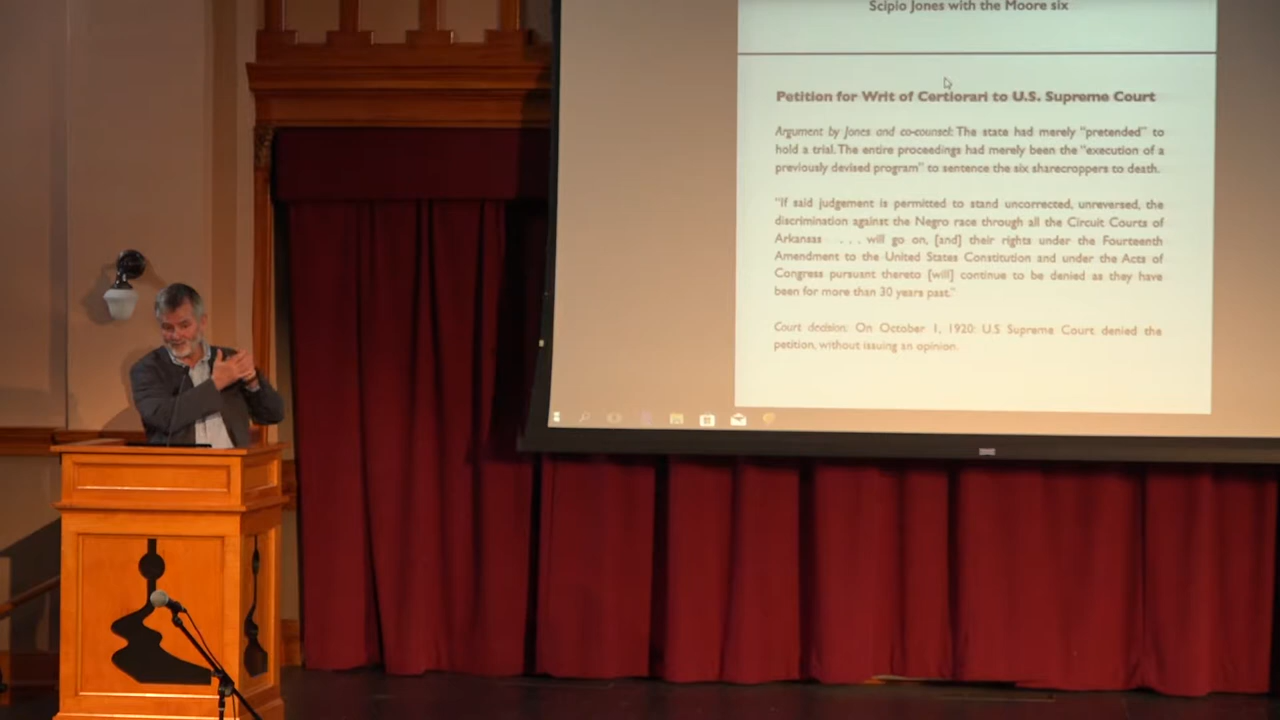 Scipio Jones with the Moore six
Petition for Writ of Certiorari to U.S. Supreme Court
Argument by Jones and co-counsel: The state had merely "pretended" to
hold a trial. The entire proceedings had merely been the "execution of a
previously devised program" to sentence the six sharecroppers to death.
"If said judgement is permitted to stand uncorrected, unreversed, the
discrimination against the Negro race through all the Circuit Courts of
Arkansas . . . will go on, [and] their rights under the Fourteenth
Amendment to the United States Constitution and under the Acts of
Congress pursuant thereto [will] continue to be denied as they have
been for more than 30 years past."
Court decision: On October 1, 1920: U.S Supreme Court denied the
petition, without issuing an opinion.